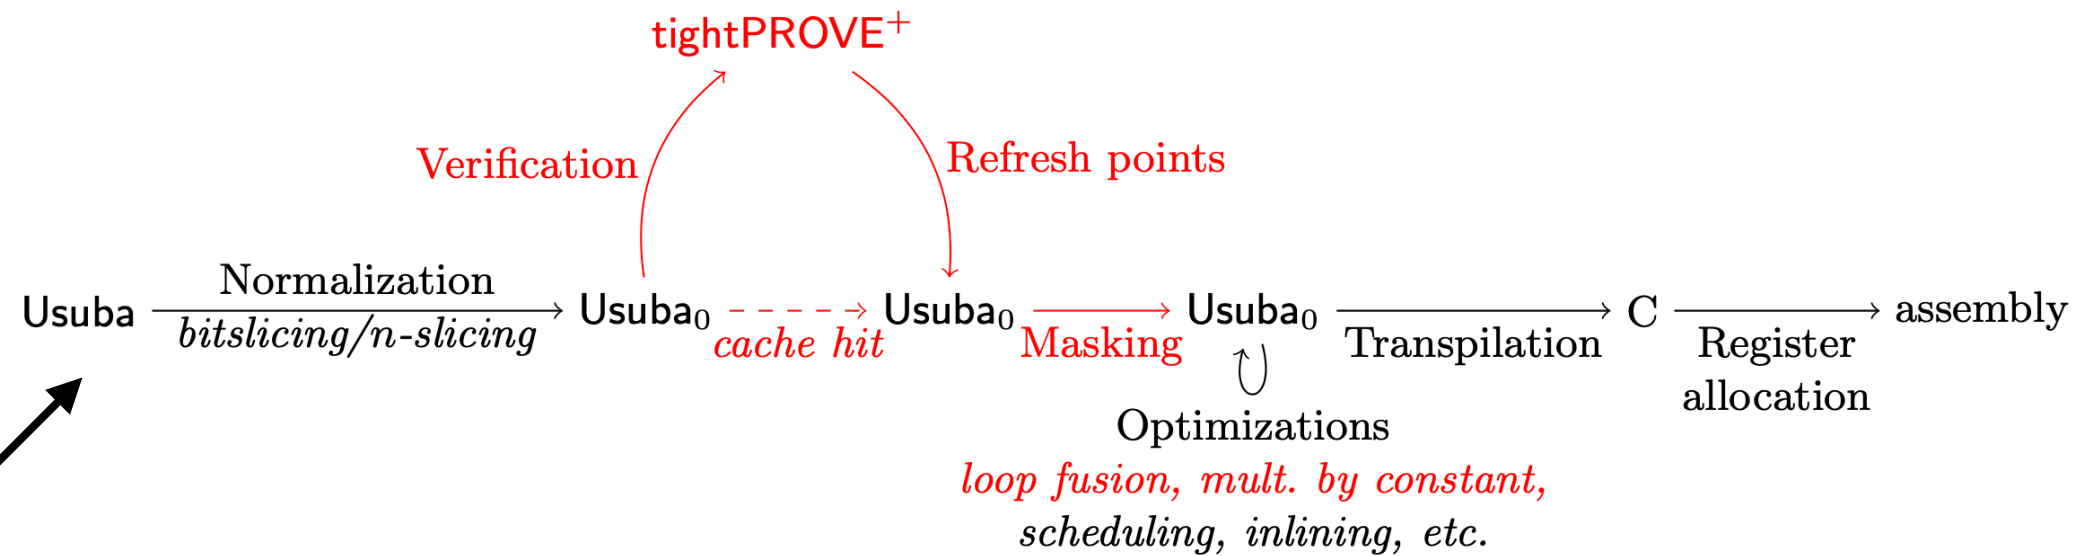 tightPROVE⁺
Verification
Refresh points
Usuba
Normalization
bitslicing/n-slicing
Usuba₀
cache hit
Usuba₀
Masking
Usuba₀
Transpilation
C
Register
allocation
assembly
Optimizations
loop fusion, mult. by constant,
scheduling, inlining, etc.